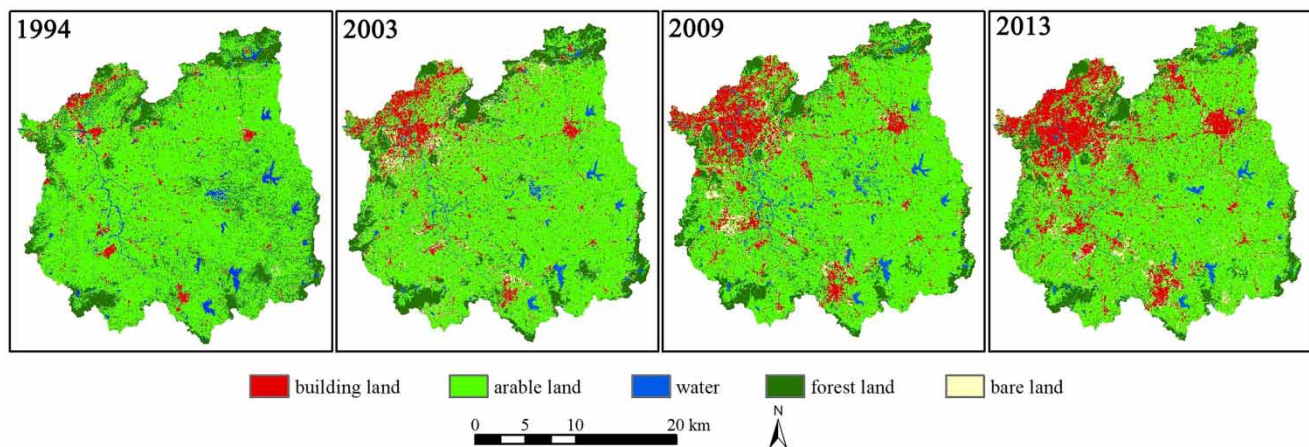 1994
2003
2009
2013
building land
arable land
water
forest land
bare land
0 5 10 20 km
N